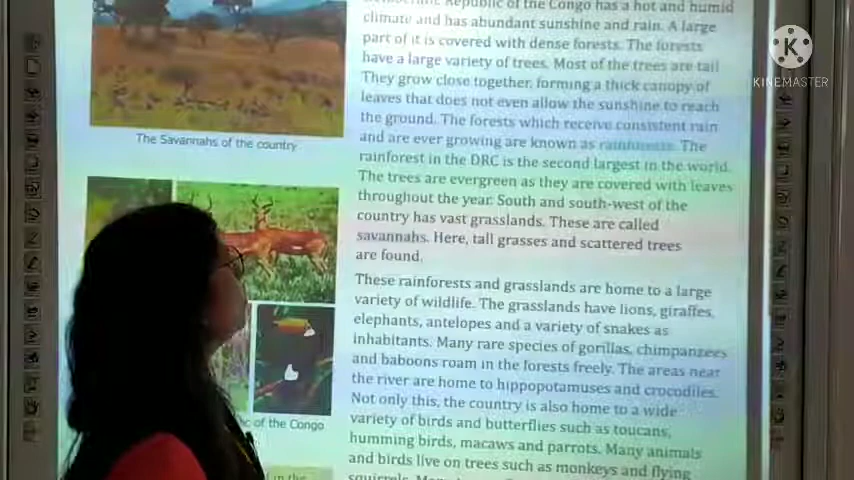 Republic of the Congo has a hot and humid
climate and has abundant sunshine and rain. A large
part of it is covered with dense forests. The forests
have a large variety of trees. Most of the trees are tall
They grow close together, forming a thick canopy of
leaves that does not even allow the sunshine to reach
the ground. The forests which receive consistent rain
and are ever growing are known as rainforests. The
rainforest in the DRC is the second largest in the world.
The trees are evergreen as they are covered with leaves
throughout the year. South and south-west of the
country has vast grasslands. These are called
savannahs. Here, tall grasses and scattered trees
are found.
These rainforests and grasslands are home to a large
variety of wildlife. The grasslands have lions, giraffes,
elephants, antelopes and a variety of snakes as
inhabitants. Many rare species of gorillas, chimpanzees
and baboons roam in the forests freely. The areas near
the river are home to hippopotamuses and crocodiles.
Not only this, the country is also home to a wide
variety of birds and butterflies such as toucans,
humming birds, macaws and parrots. Many animals
and birds live on trees such as monkeys and flying
squirrels.
The Savannahs of the country
of the Congo
in the
KINEMASTER